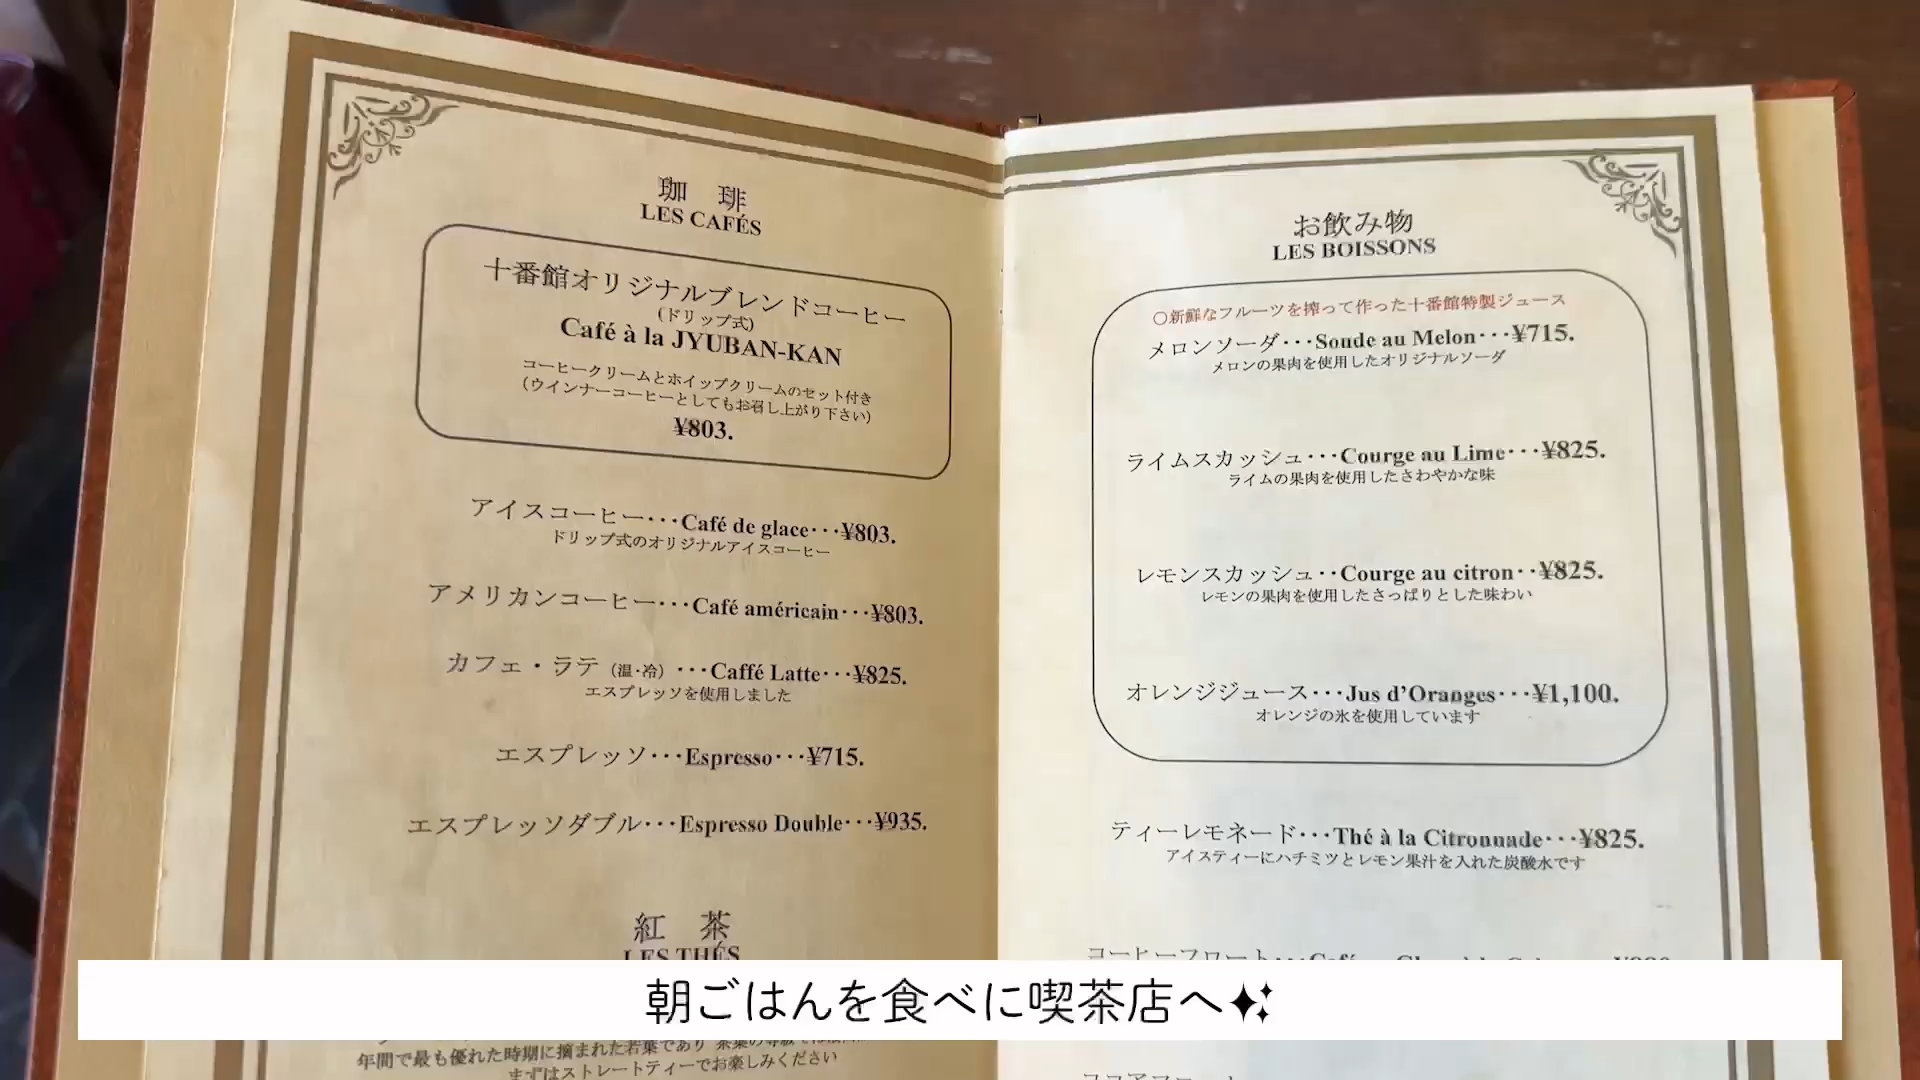 珈 琲
LES CAFÉS
十番館オリジナルブレンドコーヒー
(ドリップ式)
Café à la JYUBAN-KAN
コーヒークリームとホイップクリームのセット付き
(ウインナーコーヒーとしてもお召し上がり下さい)
¥803.
アイスコーヒー···Café de glace···¥803.
ドリップ式のオリジナルアイスコーヒー
アメリカンコーヒー···Café américain···¥803.
カフェ・ラテ（温·冷）···Caffé Latte···¥825.
エスプレッソを使用しました
エスプレッソ···Espresso···¥715.
エスプレッソダブル···Espresso Double···¥935.
紅 茶
LES THÉS
年間で最も優れた時期に摘まれた若葉であり
まずはストレートティーでお楽しみください
お飲み物
LES BOISSONS
○新鮮なフルーツを搾って作った十番館特製ジュース
メロンソーダ···Soude au Melon···¥715.
メロンの果肉を使用したオリジナルソーダ
ライムスカッシュ···Courge au Lime···¥825.
ライムの果肉を使用したさわやかな味
レモンスカッシュ··Courge au citron··¥825.
レモンの果肉を使用したさっぱりとした味わい
オレンジジュース···Jus d'Oranges···¥1,100.
オレンジの氷を使用しています
ティーレモネード···Thé à la Citronnade···¥825.
アイスティーにハチミツとレモン果汁を入れた炭酸水です
コーヒーフロート···Café
朝ごはんを食べに喫茶店へ✨